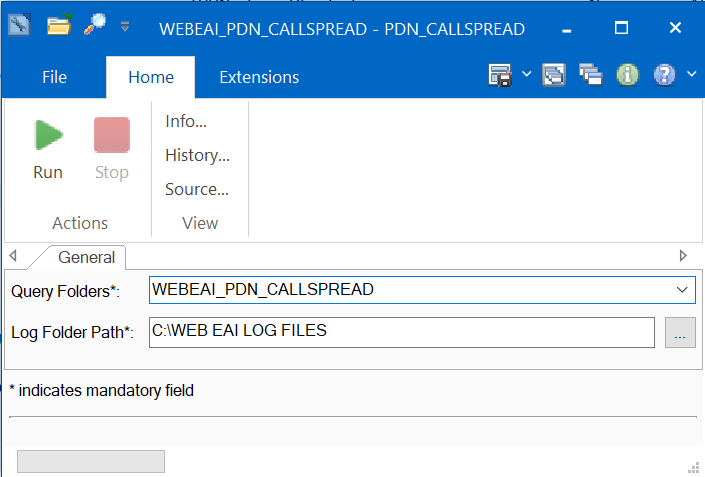 WEBEAI_PDN_CALLSPREAD - PDN_CALLSPREAD
File Home Extensions
Run Stop
Actions
Info...
History...
Source...
View
General
Query Folders*: WEBEAI_PDN_CALLSPREAD
Log Folder Path*: C:\WEB EAI LOG FILES ...
* indicates mandatory field